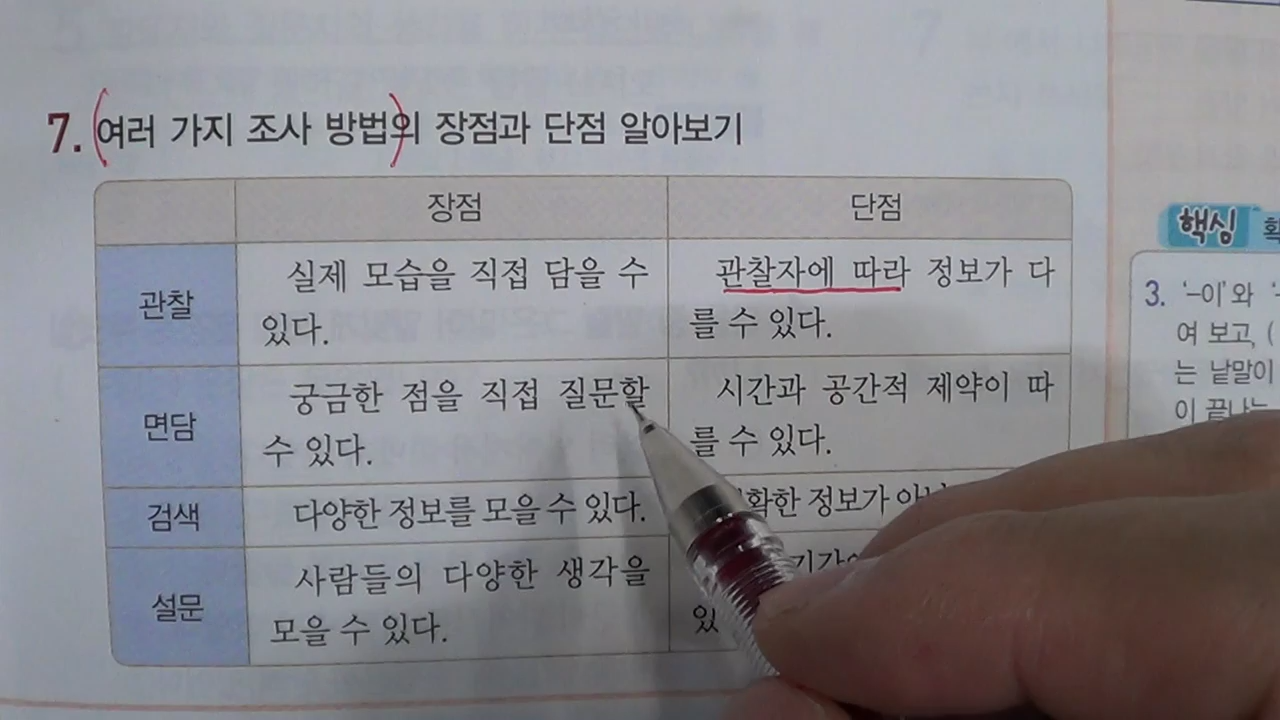 7. 여러 가지 조사 방법의 장점과 단점 알아보기
장점 단점
관찰
실제 모습을 직접 담을 수
있다.
관찰자에 따라 정보가 다
를 수 있다.
면담
궁금한 점을 직접 질문할
수 있다.
시간과 공간적 제약이 따
를 수 있다.
검색
다양한 정보를 모을 수 있다.
정보가
설문
사람들의 다양한 생각을
모을 수 있다.
핵심
3. '-이'와
여 보고, (
는 낱말이
이 끝나는